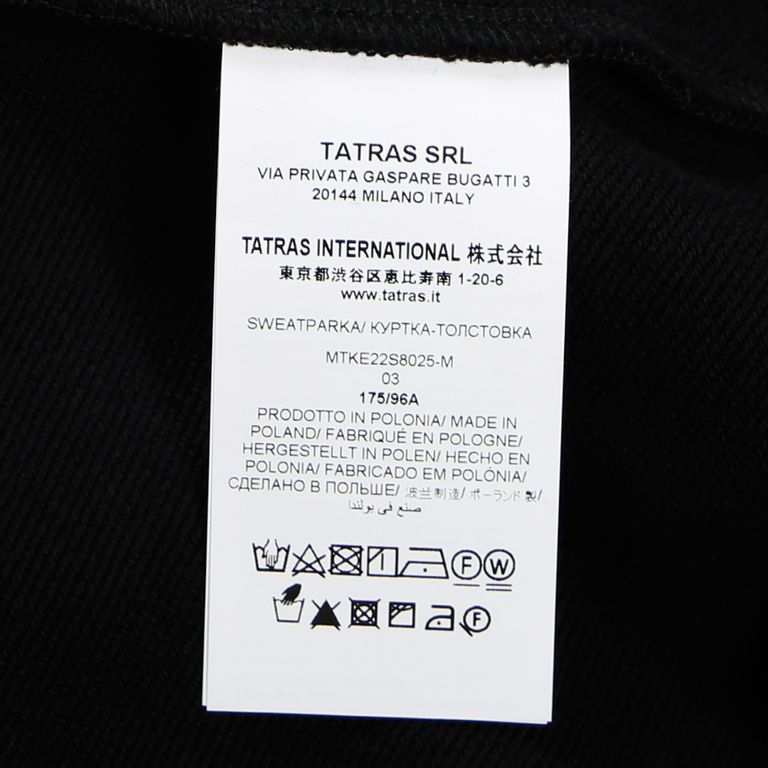 TATRAS SRL
VIA PRIVATA GASPARE BUGATTI 3
20144 MILANO ITALY
TATRAS INTERNATIONAL 株式会社
東京都渋谷区恵比寿南 1-20-6
www.tatras.it
SWEATPARKA/ КУРТКА-ТОЛСТОВКА
MTKE22S8025-M
03
175/96A
PRODOTTO IN POLONIA/ MADE IN
POLAND/ FABRIQUÉ EN POLOGNE/
HERGESTELLT IN POLEN/ HECHO EN
POLONIA/ FABRICADO EM POLÓNIA/
СДЕЛАНО В ПОЛЬШЕ/ 波兰制造/ ポーランド製/
صنع في بولندا
F W
F